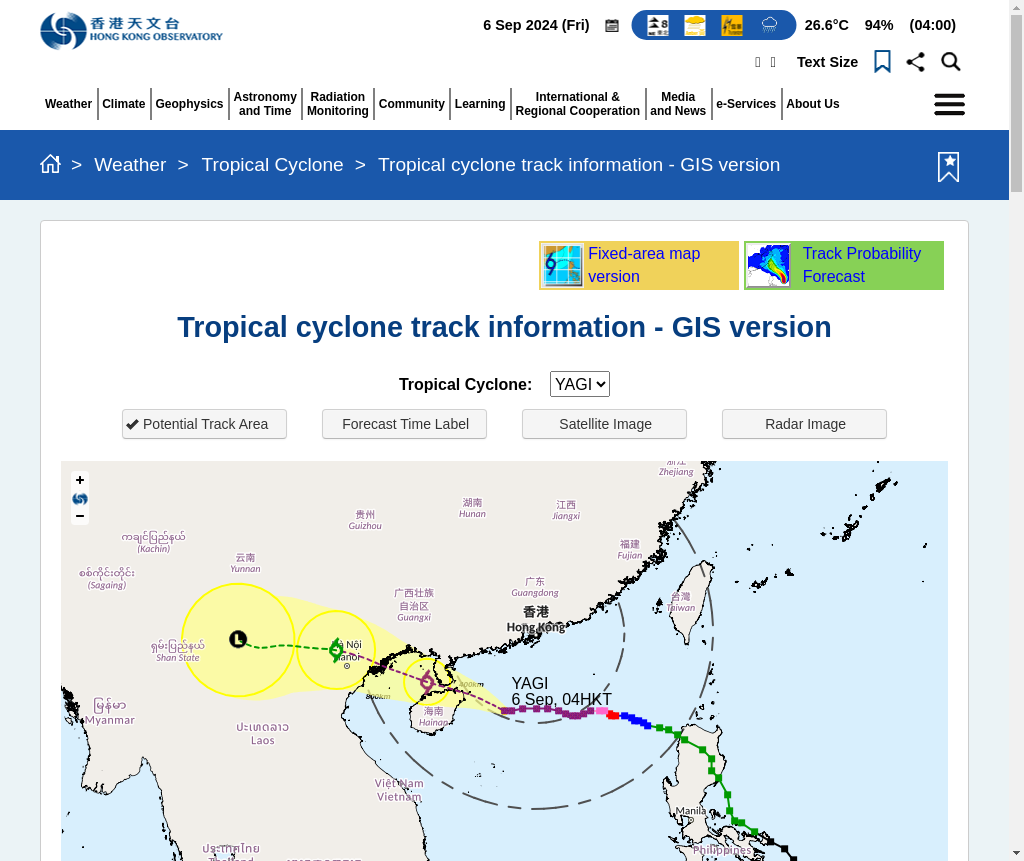 香港天文台
HONG KONG OBSERVATORY
6 Sep 2024 (Fri)
26.6°C 94% (04:00)
Text Size
Weather
Climate
Geophysics
Astronomy
and Time
Radiation
Monitoring
Community
Learning
International &
Regional Cooperation
Media
and News
e-Services
About Us
> Weather > Tropical Cyclone > Tropical cyclone track information - GIS version
Fixed-area map
version
Track Probability
Forecast
Tropical cyclone track information - GIS version
Tropical Cyclone: YAGI
Potential Track Area
Forecast Time Label
Satellite Image
Radar Image
+
−
浙江
Zhejiang
湖南
Hunan
江西
Jiangxi
贵州
Guizhou
ကချင်ပြည်နယ်
(Kachin)
福建
Fujian
云南
Yunnan
စစ်ကိုင်းတိုင်း
(Sagaing)
广东
Guangdong
广西壮族
自治区
Guangxi
台灣
Taiwan
香港
Hong Kong
ရှမ်းပြည်နယ်
Shan State
L
Hà Nội
Hanoi
YAGI
6 Sep, 04HKT
400km
800km
海南
Hainan
မြန်မာ
Myanmar
ປະເທດລາວ
Laos
Việt Nam
Vietnam
Manila
Philippines
ประเทศไทย
Thailand